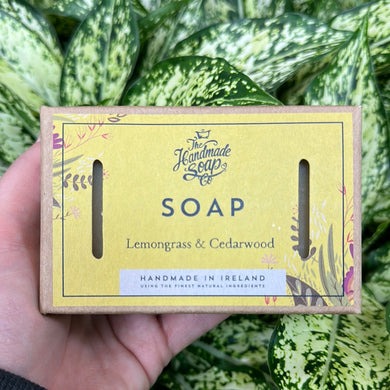 The
Handmade
Soap
Co
SOAP
Lemongrass & Cedarwood
HANDMADE IN IRELAND
USING THE FINEST NATURAL INGREDIENTS